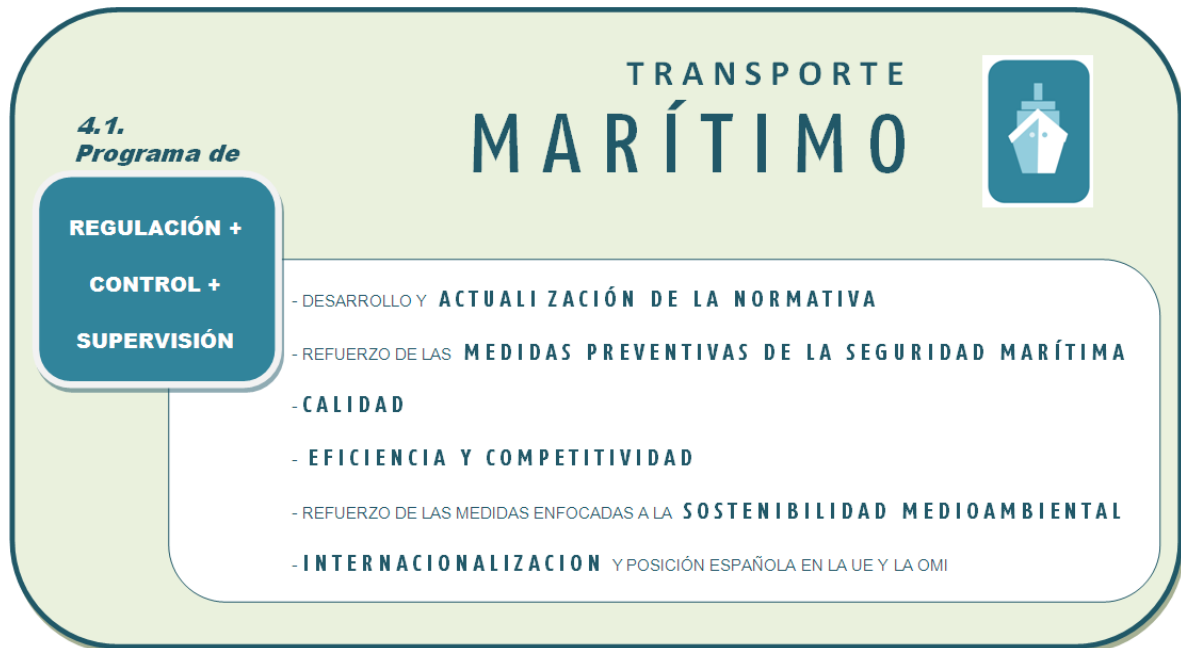 TRANSPORTE
MARÍTIMO
4.1.
Programa de
REGULACIÓN +
CONTROL +
SUPERVISIÓN
- DESARROLLO Y ACTUALIZACIÓN DE LA NORMATIVA
- REFUERZO DE LAS MEDIDAS PREVENTIVAS DE LA SEGURIDAD MARÍTIMA
- CALIDAD
- EFICIENCIA Y COMPETITIVIDAD
- REFUERZO DE LAS MEDIDAS ENFOCADAS A LA SOSTENIBILIDAD MEDIOAMBIENTAL
- INTERNACIONALIZACION Y POSICIÓN ESPAÑOLA EN LA UE Y LA OMI